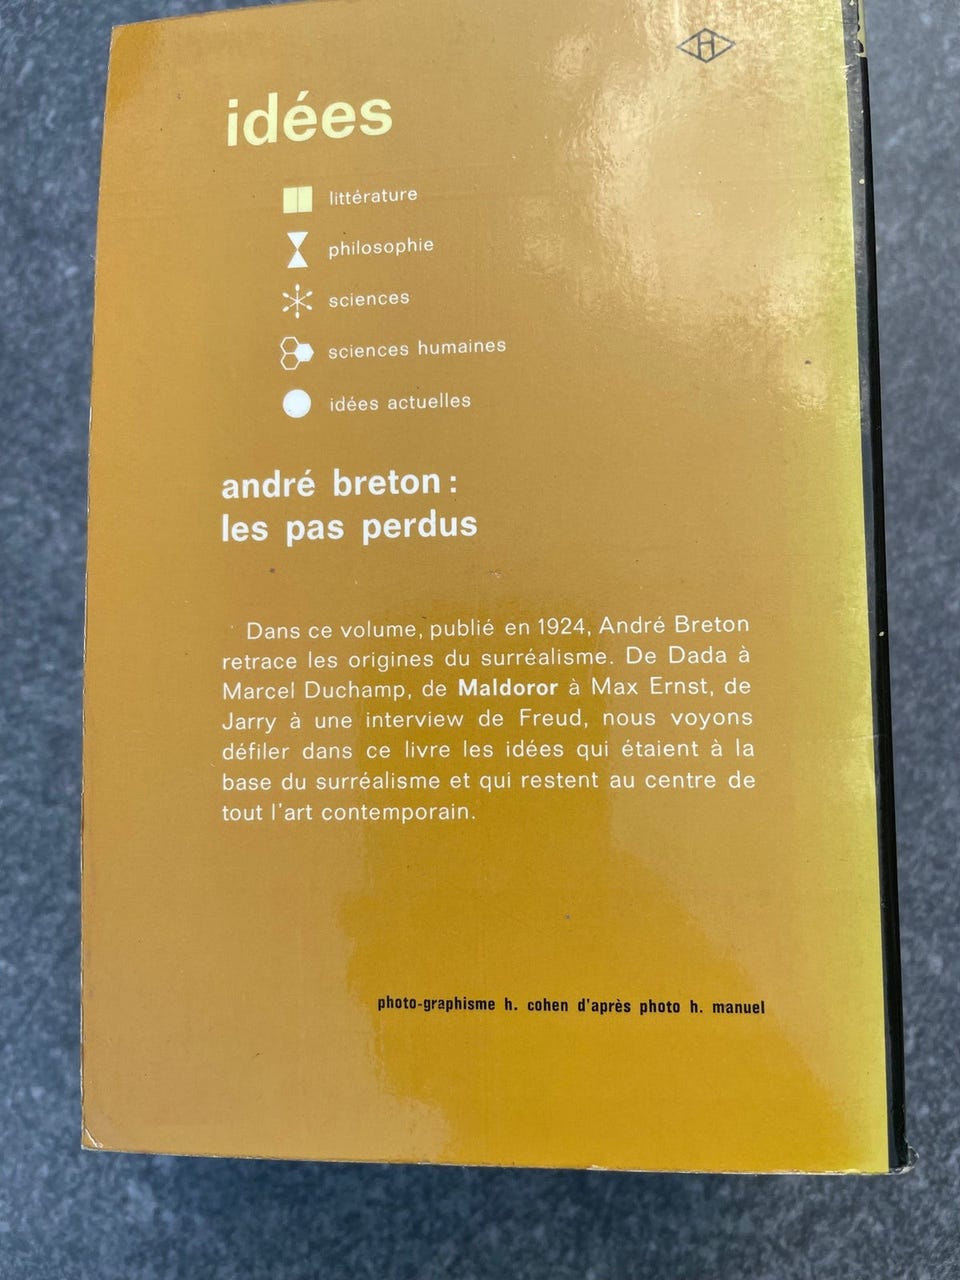 H
idées
littérature
philosophie
sciences
sciences humaines
idées actuelles
andré breton :
les pas perdus
Dans ce volume, publié en 1924, André Breton
retrace les origines du surréalisme. De Dada à
Marcel Duchamp, de Maldoror à Max Ernst, de
Jarry à une interview de Freud, nous voyons
défiler dans ce livre les idées qui étaient à la
base du surréalisme et qui restent au centre de
tout l'art contemporain.
photo-graphisme h. cohen d'après photo h. manuel